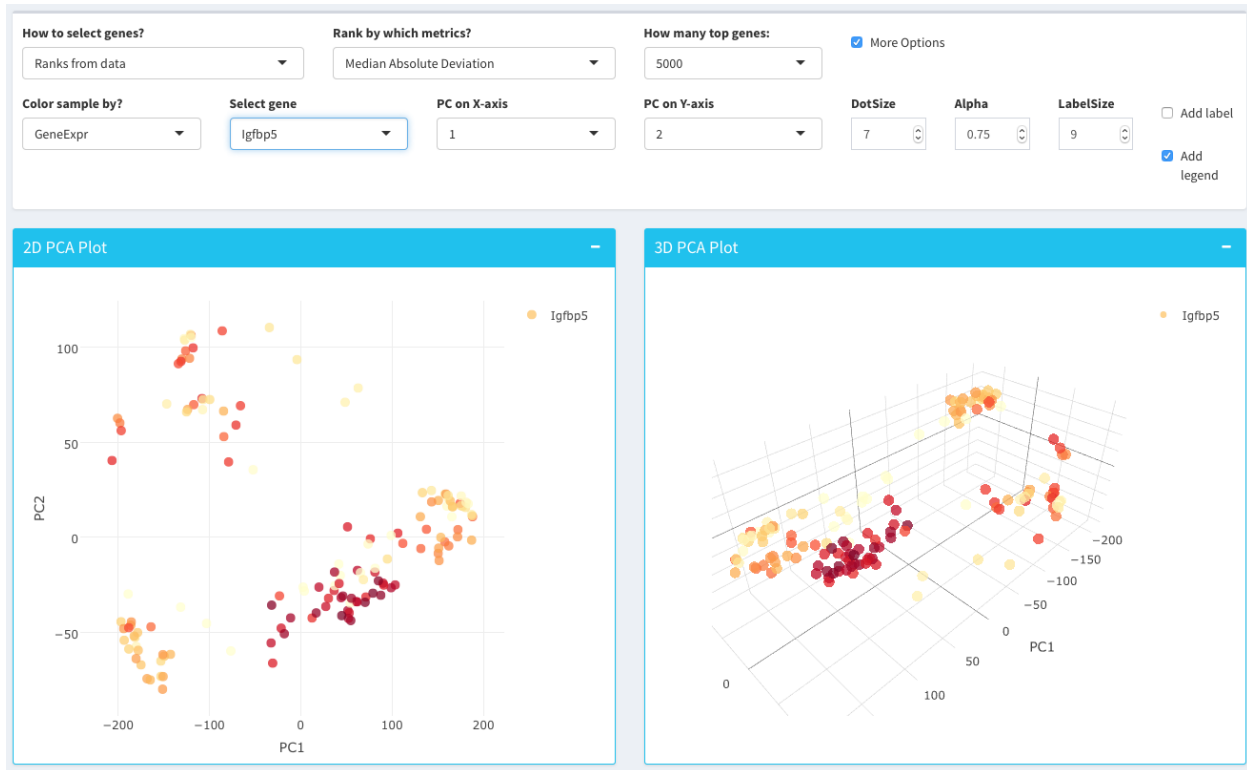 How to select genes? Rank by which metrics? How many top genes:
Ranks from data Median Absolute Deviation 5000 More Options
Color sample by? Select gene PC on X-axis PC on Y-axis DotSize Alpha LabelSize
GeneExpr Igfbp5 1 2 7 0.75 9 Add label
Add
legend
2D PCA Plot
Igfbp5
100
50
0
−50
PC2
−200 −100 0 100 200
PC1
3D PCA Plot
Igfbp5
−200
−150
−100
−50
0
50
100
PC1
0